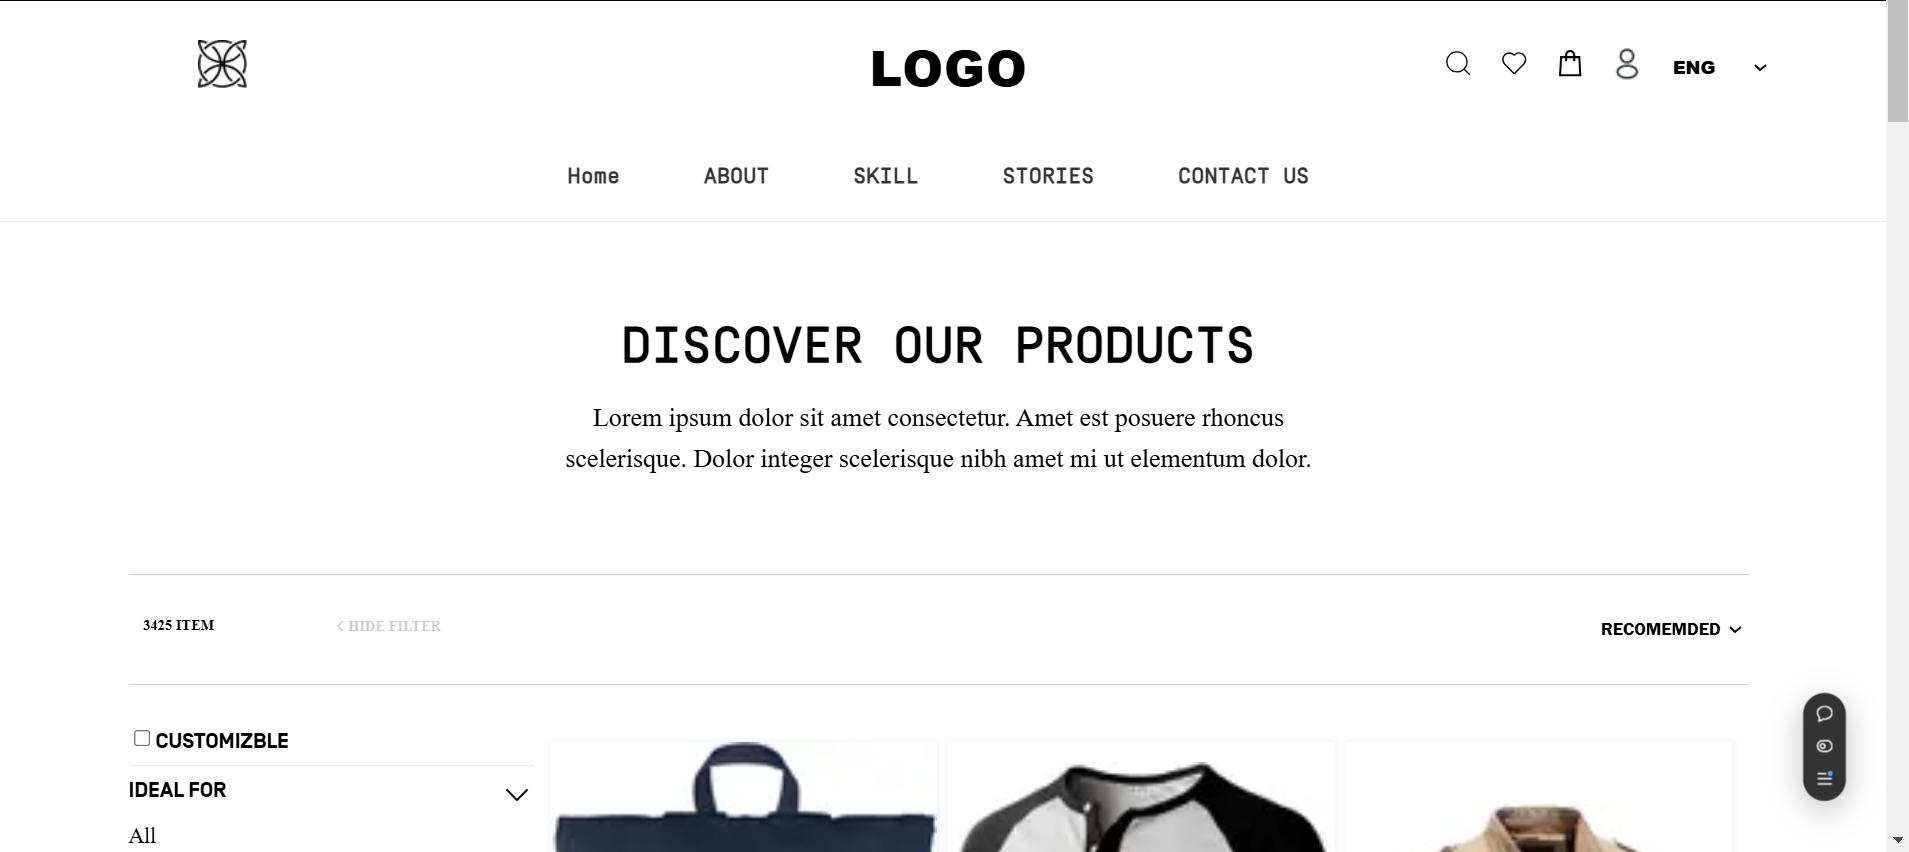 LOGO
ENG
Home ABOUT SKILL STORIES CONTACT US
DISCOVER OUR PRODUCTS
Lorem ipsum dolor sit amet consectetur. Amet est posuere rhoncus
scelerisque. Dolor integer scelerisque nibh amet mi ut elementum dolor.
3425 ITEM HIDE FILTER RECOMEMDED
CUSTOMIZBLE
IDEAL FOR
All